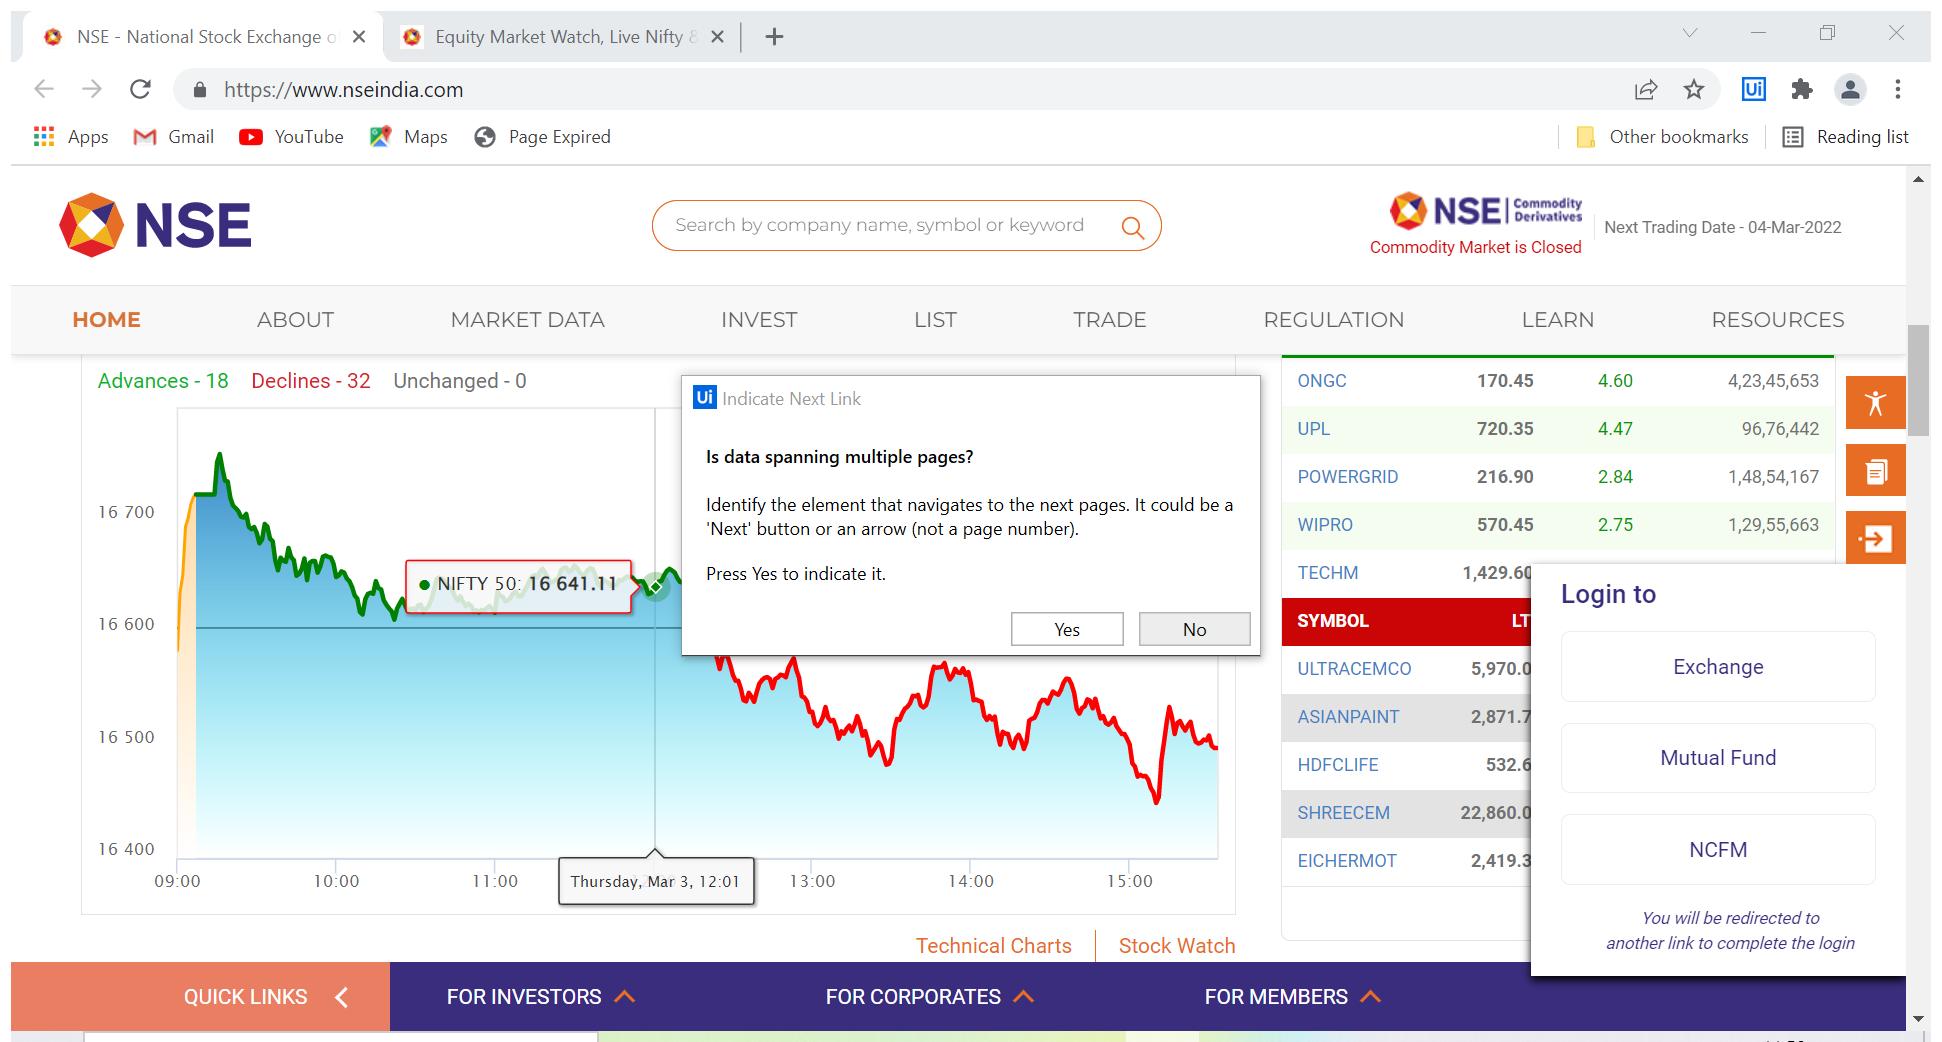 NSE - National Stock Exchange o
Equity Market Watch, Live Nifty &
https://www.nseindia.com
Ui
Apps
Gmail
YouTube
Maps
Page Expired
Other bookmarks
Reading list
NSE
Search by company name, symbol or keyword
NSE Commodity Derivatives
Commodity Market is Closed
Next Trading Date - 04-Mar-2022
HOME ABOUT MARKET DATA INVEST LIST TRADE REGULATION LEARN RESOURCES
Advances - 18 Declines - 32 Unchanged - 0
16 700
16 600
16 500
16 400
09:00 10:00 11:00 13:00 14:00 15:00
NIFTY 50: 16 641.11
Thursday, Mar 3, 12:01
Ui Indicate Next Link
Is data spanning multiple pages?
Identify the element that navigates to the next pages. It could be a
'Next' button or an arrow (not a page number).
Press Yes to indicate it.
Yes No
ONGC 170.45 4.60 4,23,45,653
UPL 720.35 4.47 96,76,442
POWERGRID 216.90 2.84 1,48,54,167
WIPRO 570.45 2.75 1,29,55,663
TECHM 1,429.60
SYMBOL LT
ULTRACEMCO 5,970.0
ASIANPAINT 2,871.7
HDFCLIFE 532.6
SHREECEM 22,860.0
EICHERMOT 2,419.3
Login to
Exchange
Mutual Fund
NCFM
You will be redirected to
another link to complete the login
Technical Charts Stock Watch
QUICK LINKS FOR INVESTORS FOR CORPORATES FOR MEMBERS